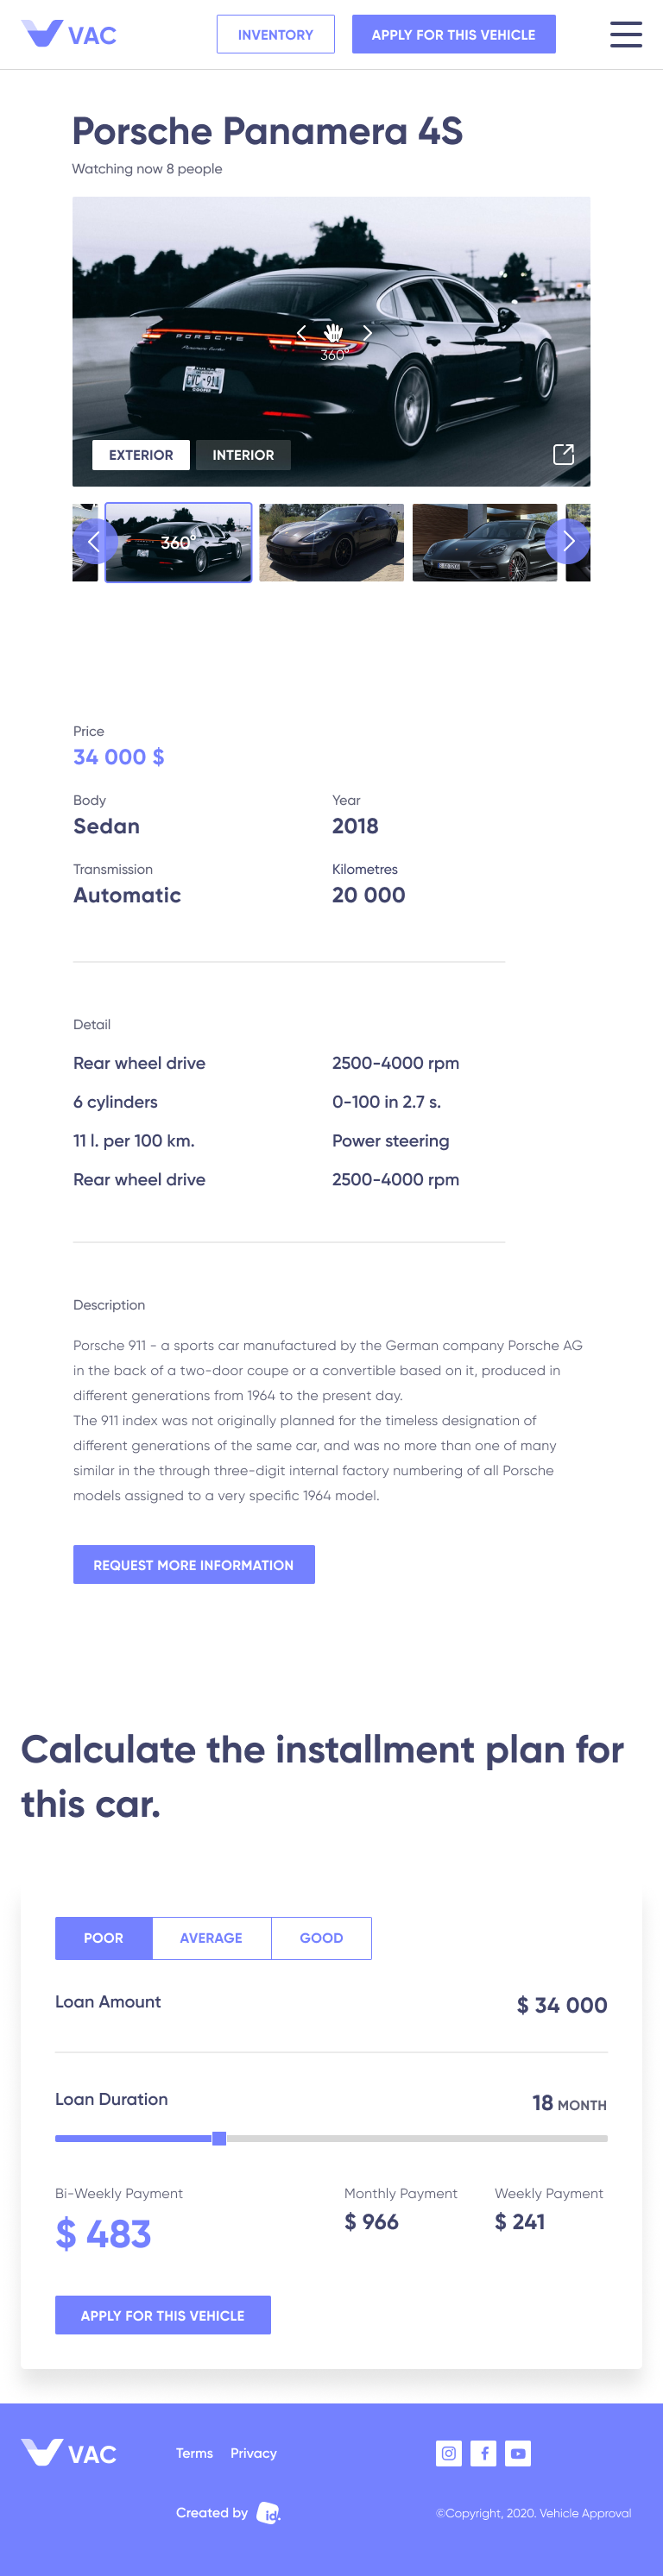 VAC
INVENTORY
APPLY FOR THIS VEHICLE
Porsche Panamera 4S
Watching now 8 people
PORSCHE
Panamera Turbo
CVC·911
360°
EXTERIOR
INTERIOR
360°
Price
34 000 $
Body
Year
Sedan
2018
Transmission
Kilometres
Automatic
20 000
Detail
Rear wheel drive
2500-4000 rpm
6 cylinders
0-100 in 2.7 s.
11 l. per 100 km.
Power steering
Rear wheel drive
2500-4000 rpm
Description
Porsche 911 - a sports car manufactured by the German company Porsche AG
in the back of a two-door coupe or a convertible based on it, produced in
different generations from 1964 to the present day.
The 911 index was not originally planned for the timeless designation of
different generations of the same car, and was no more than one of many
similar in the through three-digit internal factory numbering of all Porsche
models assigned to a very specific 1964 model.
REQUEST MORE INFORMATION
Calculate the installment plan for
this car.
POOR
AVERAGE
GOOD
Loan Amount
$ 34 000
Loan Duration
18 MONTH
Bi-Weekly Payment
Monthly Payment
Weekly Payment
$ 483
$ 966
$ 241
APPLY FOR THIS VEHICLE
VAC
Terms
Privacy
Created by id.
©Copyright, 2020. Vehicle Approval